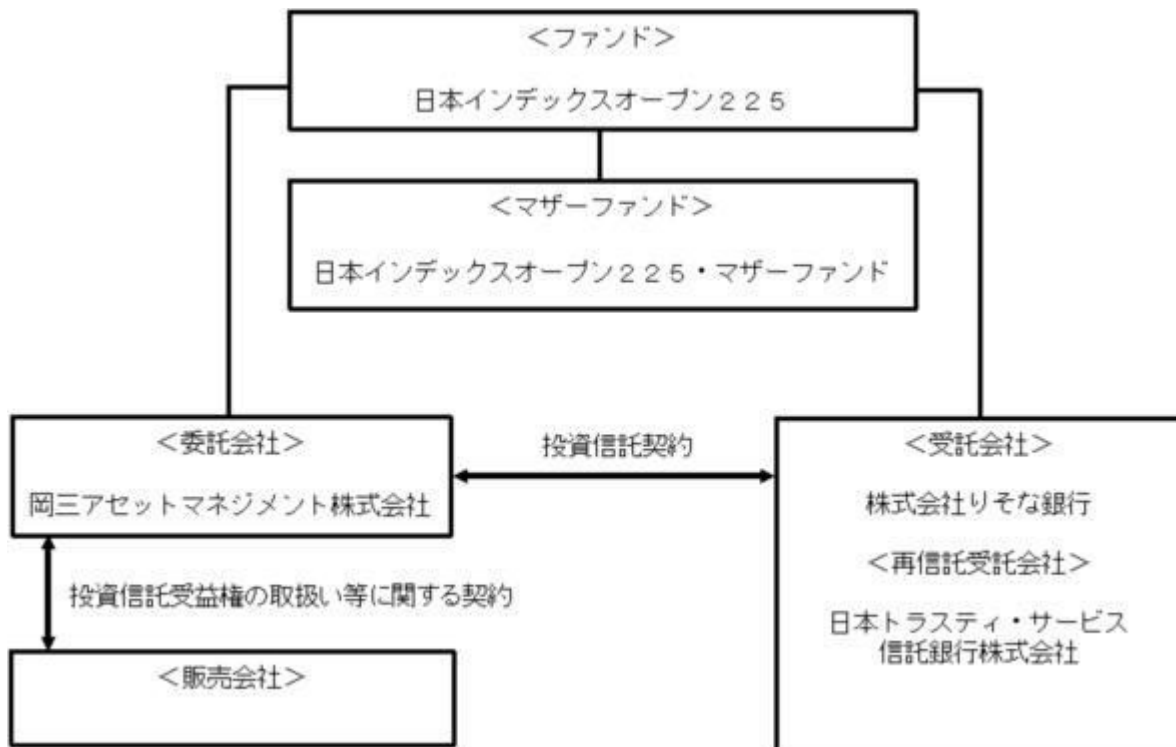 ＜ファンド＞
日本インデックスオープン２２５
＜マザーファンド＞
日本インデックスオープン２２５・マザーファンド
＜委託会社＞
岡三アセットマネジメント株式会社
投資信託契約
＜受託会社＞
株式会社りそな銀行
＜再信託受託会社＞
日本トラスティ・サービス
信託銀行株式会社
投資信託受益権の取扱い等に関する契約
＜販売会社＞